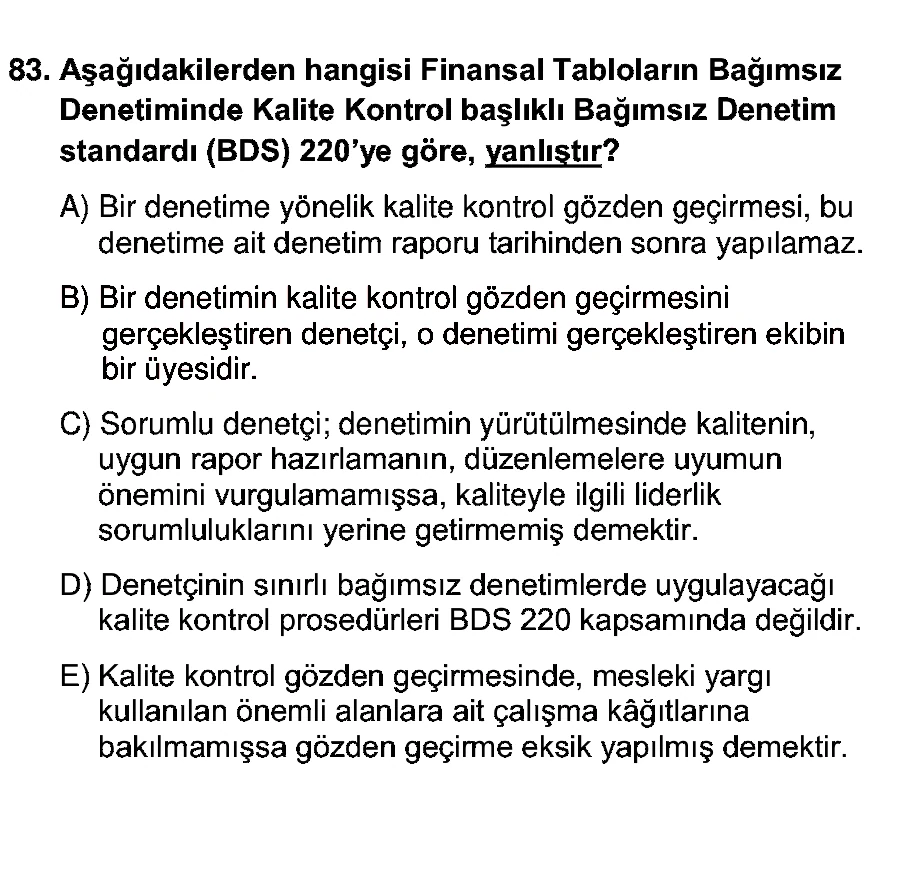 83. Aşağıdakilerden hangisi Finansal Tabloların Bağımsız
Denetiminde Kalite Kontrol başlıklı Bağımsız Denetim
standardı (BDS) 220’ye göre, yanlıştır?
A) Bir denetime yönelik kalite kontrol gözden geçirmesi, bu
denetime ait denetim raporu tarihinden sonra yapılamaz.
B) Bir denetimin kalite kontrol gözden geçirmesini
gerçekleştiren denetçi, o denetimi gerçekleştiren ekibin
bir üyesidir.
C) Sorumlu denetçi; denetimin yürütülmesinde kalitenin,
uygun rapor hazırlamanın, düzenlemelere uyumun
önemini vurgulamamışsa, kaliteyle ilgili liderlik
sorumluluklarını yerine getirmemiş demektir.
D) Denetçinin sınırlı bağımsız denetimlerde uygulayacağı
kalite kontrol prosedürleri BDS 220 kapsamında değildir.
E) Kalite kontrol gözden geçirmesinde, mesleki yargı
kullanılan önemli alanlara ait çalışma kâğıtlarına
bakılmamışsa gözden geçirme eksik yapılmış demektir.